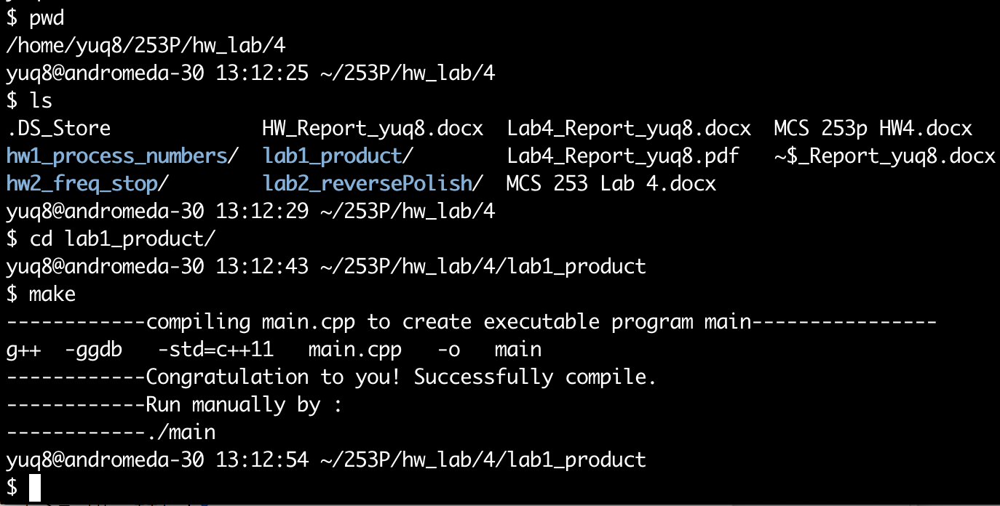 $ pwd
/home/yuq8/253P/hw_lab/4
yuq8@andromeda-30 13:12:25 ~/253P/hw_lab/4
$ ls
.DS_Store             HW_Report_yuq8.docx  Lab4_Report_yuq8.docx  MCS 253p HW4.docx
hw1_process_numbers/  lab1_product/        Lab4_Report_yuq8.pdf   ~$_Report_yuq8.docx
hw2_freq_stop/        lab2_reversePolish/  MCS 253 Lab 4.docx
yuq8@andromeda-30 13:12:29 ~/253P/hw_lab/4
$ cd lab1_product/
yuq8@andromeda-30 13:12:43 ~/253P/hw_lab/4/lab1_product
$ make
------------compiling main.cpp to create executable program main----------------
g++  -ggdb   -std=c++11   main.cpp   -o   main
------------Congratulation to you! Successfully compile.
------------Run manually by :
------------./main
yuq8@andromeda-30 13:12:54 ~/253P/hw_lab/4/lab1_product
$